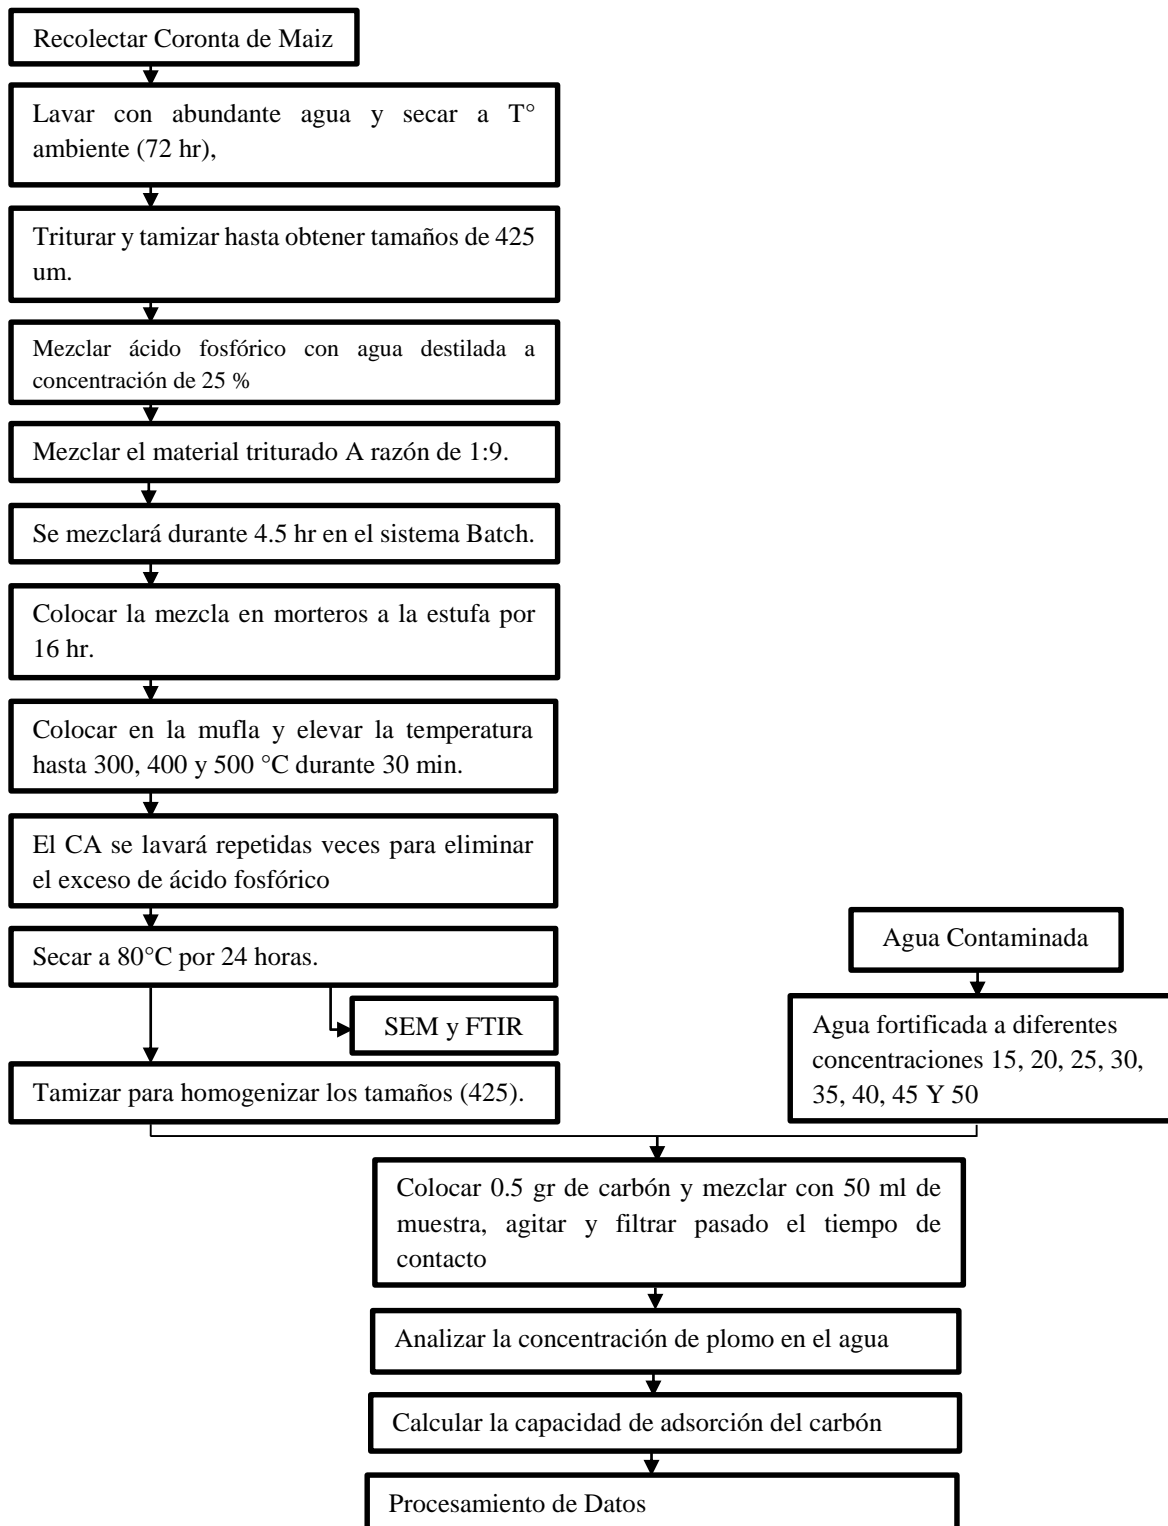 Recolectar Coronta de Maiz
Lavar con abundante agua y secar a T°
ambiente (72 hr),
Triturar y tamizar hasta obtener tamaños de 425
um.
Mezclar ácido fosfórico con agua destilada a
concentración de 25 %
Mezclar el material triturado A razón de 1:9.
Se mezclará durante 4.5 hr en el sistema Batch.
Colocar la mezcla en morteros a la estufa por
16 hr.
Colocar en la mufla y elevar la temperatura
hasta 300, 400 y 500 °C durante 30 min.
El CA se lavará repetidas veces para eliminar
el exceso de ácido fosfórico
Secar a 80°C por 24 horas.
SEM y FTIR
Tamizar para homogenizar los tamaños (425).
Agua Contaminada
Agua fortificada a diferentes
concentraciones 15, 20, 25, 30,
35, 40, 45 Y 50
Colocar 0.5 gr de carbón y mezclar con 50 ml de
muestra, agitar y filtrar pasado el tiempo de
contacto
Analizar la concentración de plomo en el agua
Calcular la capacidad de adsorción del carbón
Procesamiento de Datos